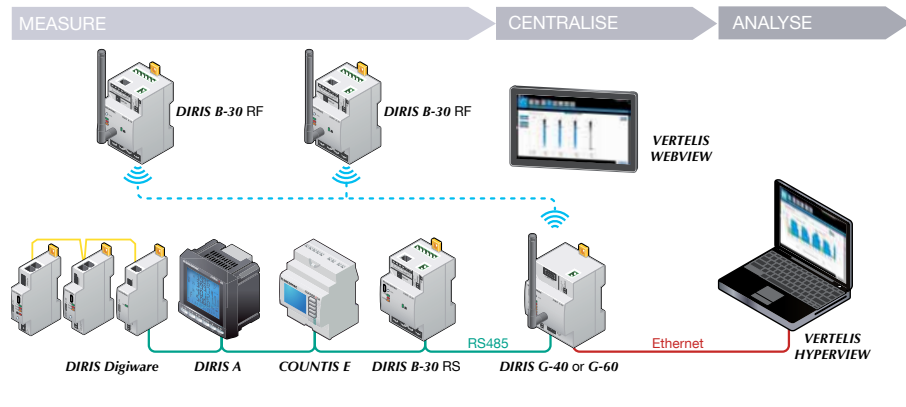 MEASURE
CENTRALISE
ANALYSE
DIRIS B-30 RF
DIRIS B-30 RF
VERTELIS
WEBVIEW
RS485
Ethernet
DIRIS Digiware
DIRIS A
COUNTIS E
DIRIS B-30 RS
DIRIS G-40 or G-60
VERTELIS
HYPERVIEW